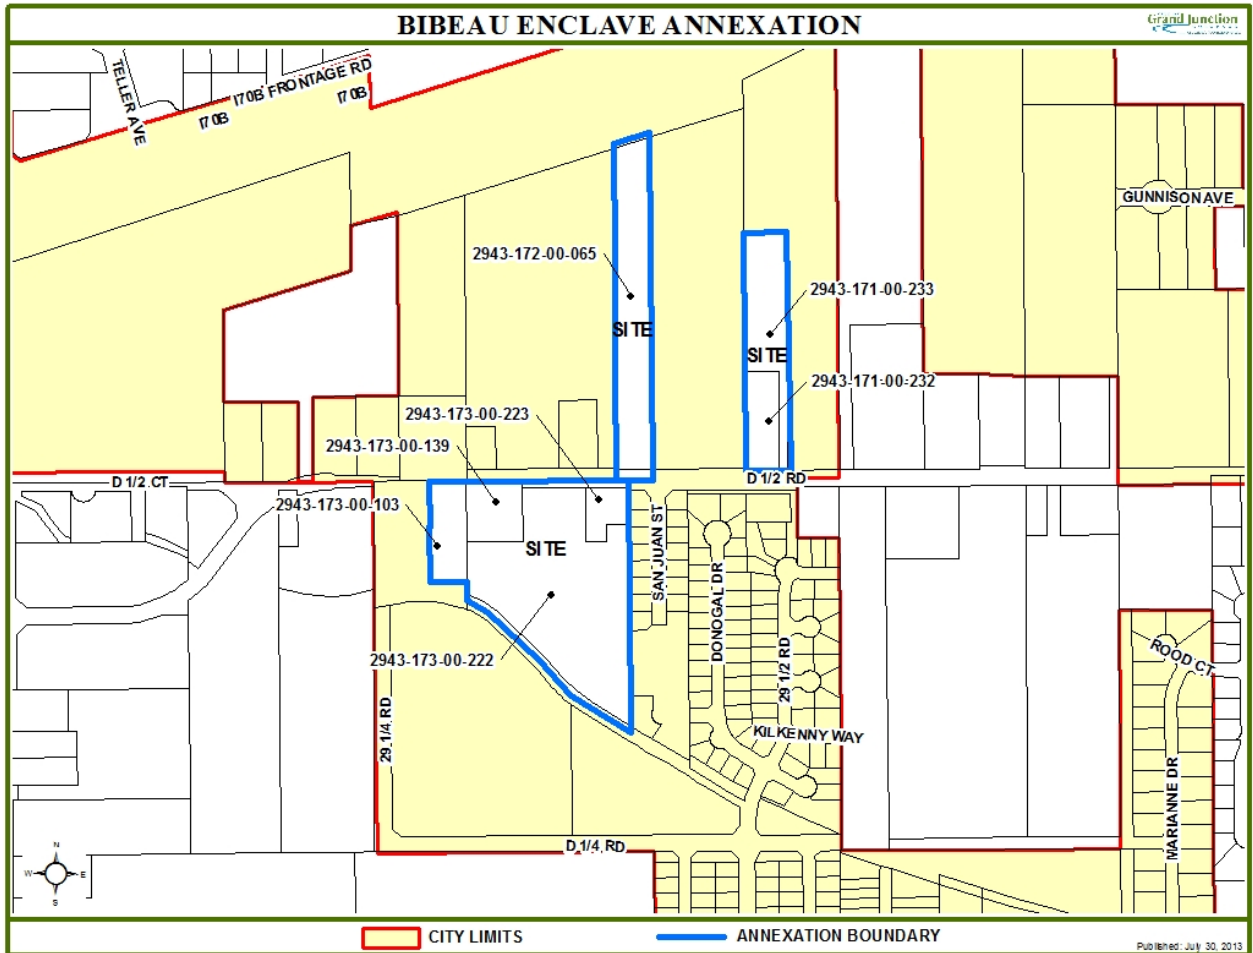 BIBEAU ENCLAVE ANNEXATION
Grand Junction
TELLER AVE
I70B FRONTAGE RD
I70B
I70B
GUNNISON AVE
2943-172-00-065
2943-171-00-233
SITE
SITE
2943-171-00-232
2943-173-00-223
2943-173-00-139
D 1/2 CT
D 1/2 RD
2943-173-00-103
SITE
SAN JUAN ST
DONOGAL DR
29 1/2 RD
2943-173-00-222
ROOD CT
29 1/4 RD
KILKENNY WAY
MARIANNE DR
D 1/4 RD
N
W
E
S
CITY LIMITS
ANNEXATION BOUNDARY
Published: July 30, 2013